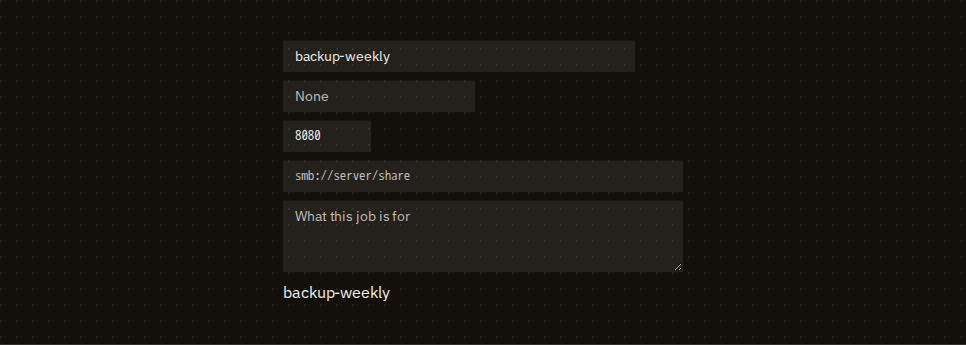 backup-weekly
None
8080
smb://server/share
What this job is for
backup-weekly